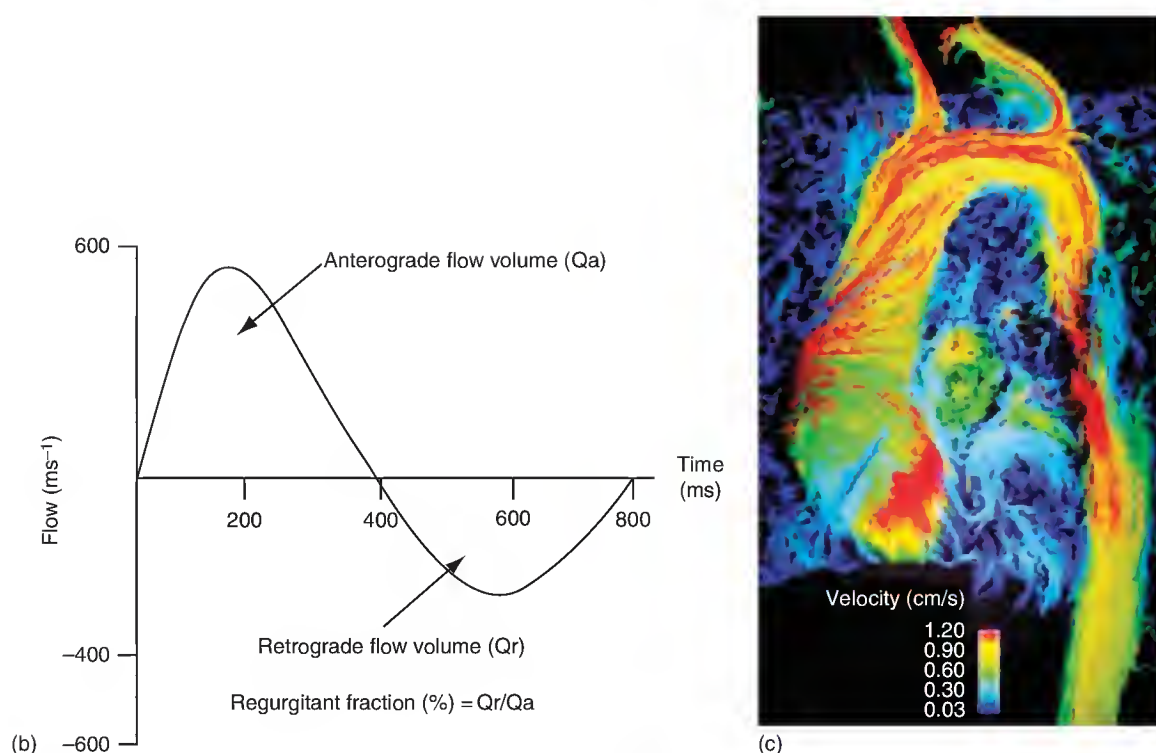 600
Anterograde flow volume (Qa)
Flow (ms⁻¹)
Time
(ms)
200
400
600
800
Retrograde flow volume (Qr)
−400
Regurgitant fraction (%) = Qr/Qa
−600
(b)
Velocity (cm/s)
1.20
0.90
0.60
0.30
0.03
(c)